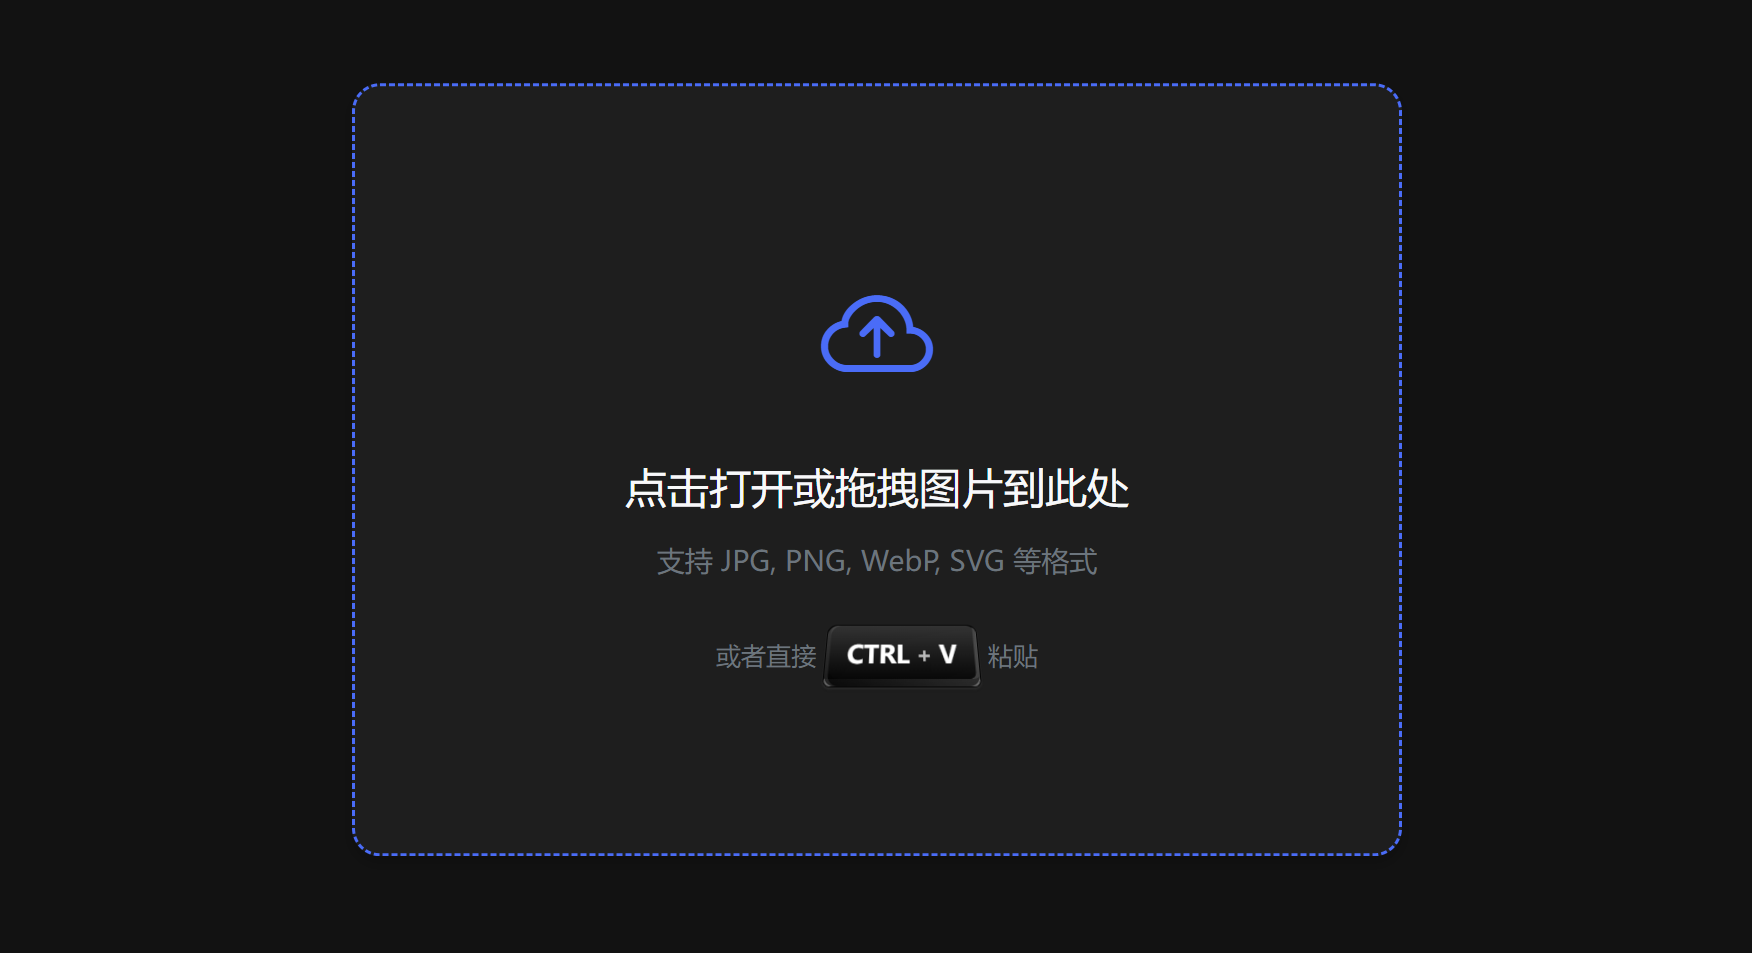 点击打开或拖拽图片到此处
支持 JPG, PNG, WebP, SVG 等格式
或者直接 CTRL + V 粘贴